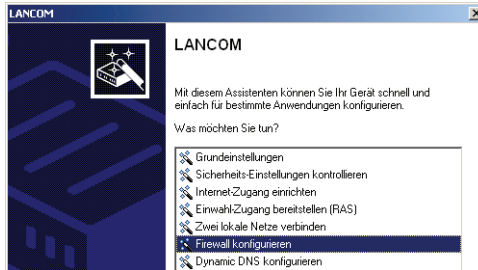 LANCOM
LANCOM
Mit diesem Assistenten können Sie Ihr Gerät schnell und
einfach für bestimmte Anwendungen konfigurieren.
Was möchten Sie tun?
Grundeinstellungen
Sicherheits-Einstellungen kontrollieren
Internet-Zugang einrichten
Einwahl-Zugang bereitstellen (RAS)
Zwei lokale Netze verbinden
Firewall konfigurieren
Dynamic DNS konfigurieren